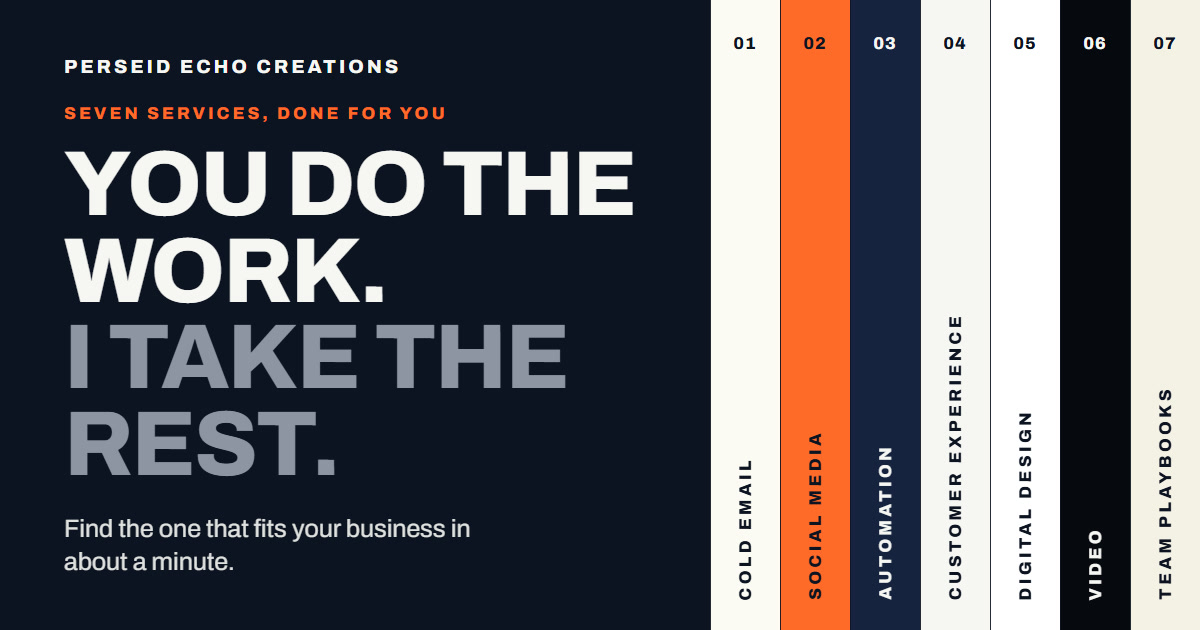 PERSEID ECHO CREATIONS
SEVEN SERVICES, DONE FOR YOU
YOU DO THE
WORK.
I TAKE THE
REST.
Find the one that fits your business in
about a minute.
01
COLD EMAIL
02
SOCIAL MEDIA
03
AUTOMATION
04
CUSTOMER EXPERIENCE
05
DIGITAL DESIGN
06
VIDEO
07
TEAM PLAYBOOKS